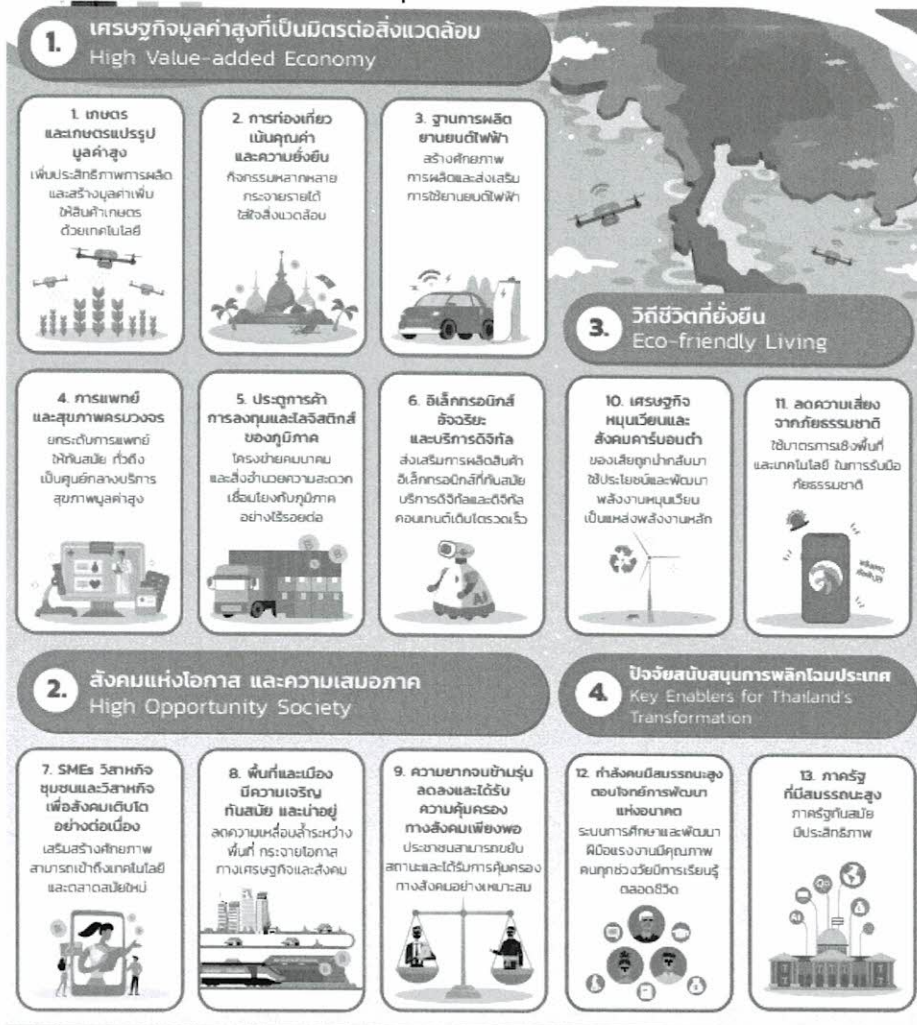 1.
เศรษฐกิจมูลค่าสูงที่เป็นมิตรต่อสิ่งแวดล้อม
High Value-added Economy
1. เกษตร
และเกษตรแปรรูป
มูลค่าสูง
เพิ่มประสิทธิภาพการผลิต
และสร้างมูลค่าเพิ่ม
ให้สินค้าเกษตร
ด้วยเทคโนโลยี
2. การท่องเที่ยว
เน้นคุณค่า
และความยั่งยืน
กิจกรรมหลากหลาย
กระจายรายได้
ใส่ใจสิ่งแวดล้อม
3. ฐานการผลิต
ยานยนต์ไฟฟ้า
สร้างศักยภาพ
การผลิตและส่งเสริม
การใช้ยานยนต์ไฟฟ้า
4. การแพทย์
และสุขภาพครบวงจร
ยกระดับการแพทย์
ให้ทันสมัย ทั่วถึง
เป็นศูนย์กลางบริการ
สุขภาพมูลค่าสูง
5. ประตูการค้า
การลงทุนและโลจิสติกส์
ของภูมิภาค
โครงข่ายคมนาคม
และสิ่งอำนวยความสะดวก
เชื่อมโยงกับภูมิภาค
อย่างไร้รอยต่อ
6. อิเล็กทรอนิกส์
อัจฉริยะ
และบริการดิจิทัล
ส่งเสริมการผลิตสินค้า
อิเล็กทรอนิกส์ที่ทันสมัย
บริการดิจิทัลและดิจิทัล
คอนเทนต์เติบโตรวดเร็ว
AI
3.
วิถีชีวิตที่ยั่งยืน
Eco-friendly Living
10. เศรษฐกิจ
หมุนเวียนและ
สังคมคาร์บอนต่ำ
ของเสียถูกนำกลับมา
ใช้ประโยชน์และพัฒนา
พลังงานหมุนเวียน
เป็นแหล่งพลังงานหลัก
11. ลดความเสี่ยง
จากภัยธรรมชาติ
ใช้มาตรการเชิงพื้นที่
และเทคโนโลยี ในการรับมือ
ภัยธรรมชาติ
2.
สังคมแห่งโอกาส และความเสมอภาค
High Opportunity Society
7. SMEs วิสาหกิจ
ชุมชนและวิสาหกิจ
เพื่อสังคมเติบโต
อย่างต่อเนื่อง
เสริมสร้างศักยภาพ
สามารถเข้าถึงเทคโนโลยี
และตลาดสมัยใหม่
8. พื้นที่และเมือง
มีความเจริญ
ทันสมัย และน่าอยู่
ลดความเหลื่อมล้ำระหว่าง
พื้นที่ กระจายโอกาส
ทางเศรษฐกิจและสังคม
9. ความยากจนข้ามรุ่น
ลดลงและได้รับ
ความคุ้มครอง
ทางสังคมเพียงพอ
ประชาชนสามารถขยับ
สถานะและได้รับการคุ้มครอง
ทางสังคมอย่างเหมาะสม
4.
ปัจจัยสนับสนุนการพลิกโฉมประเทศ
Key Enablers for Thailand's
Transformation
12. กำลังคนมีสมรรถนะสูง
ตอบโจทย์การพัฒนา
แห่งอนาคต
ระบบการศึกษาและพัฒนา
ฝีมือแรงงานมีคุณภาพ
คนทุกช่วงวัยมีการเรียนรู้
ตลอดชีวิต
13. ภาครัฐ
ที่มีสมรรถนะสูง
ภาครัฐทันสมัย
มีประสิทธิภาพ
AI